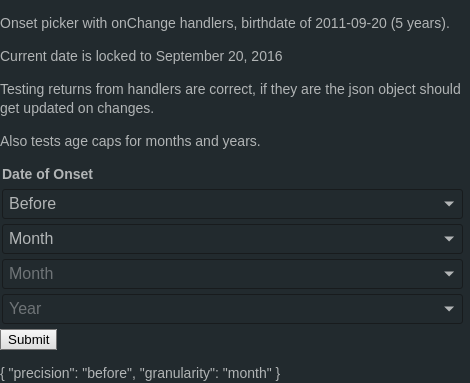 Onset picker with onChange handlers, birthdate of 2011-09-20 (5 years).
Current date is locked to September 20, 2016
Testing returns from handlers are correct, if they are the json object should
get updated on changes.
Also tests age caps for months and years.
Date of Onset
Before
Month
Month
Year
Submit
{ "precision": "before", "granularity": "month" }